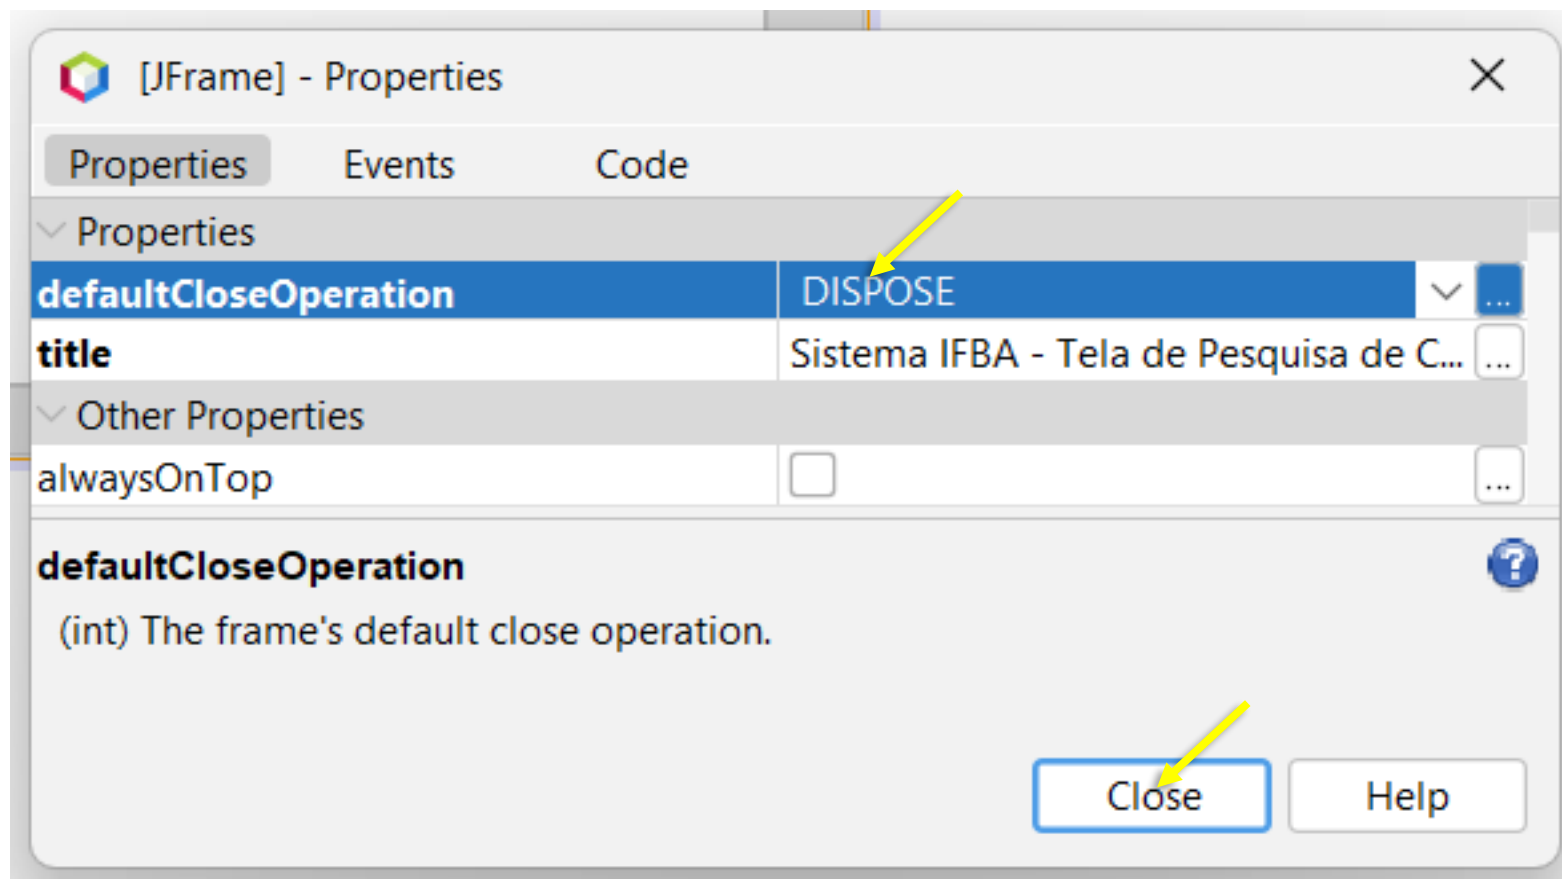 [JFrame] - Properties
Properties Events Code
Properties
defaultCloseOperation DISPOSE ...
title Sistema IFBA - Tela de Pesquisa de C... ...
Other Properties
alwaysOnTop ...
defaultCloseOperation
(int) The frame's default close operation.
Close Help